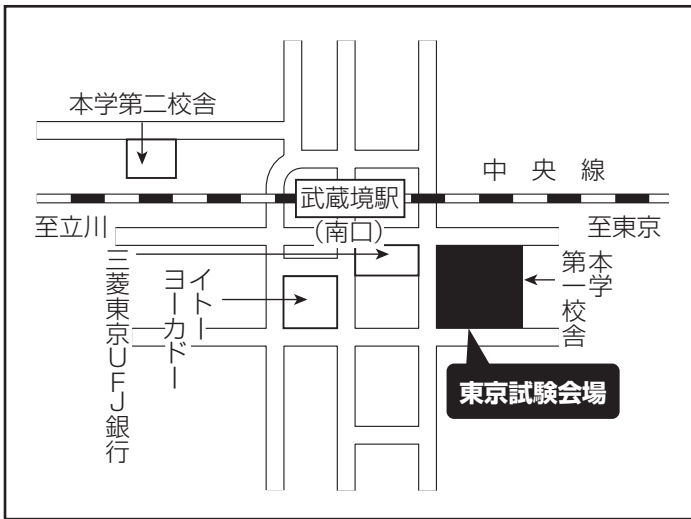 本学第二校舎
中央線
武蔵境駅
(南口)
至立川
至東京
三菱東京UFJ銀行
イトー
ヨーカドー
本学
第一校舎
東京試験会場